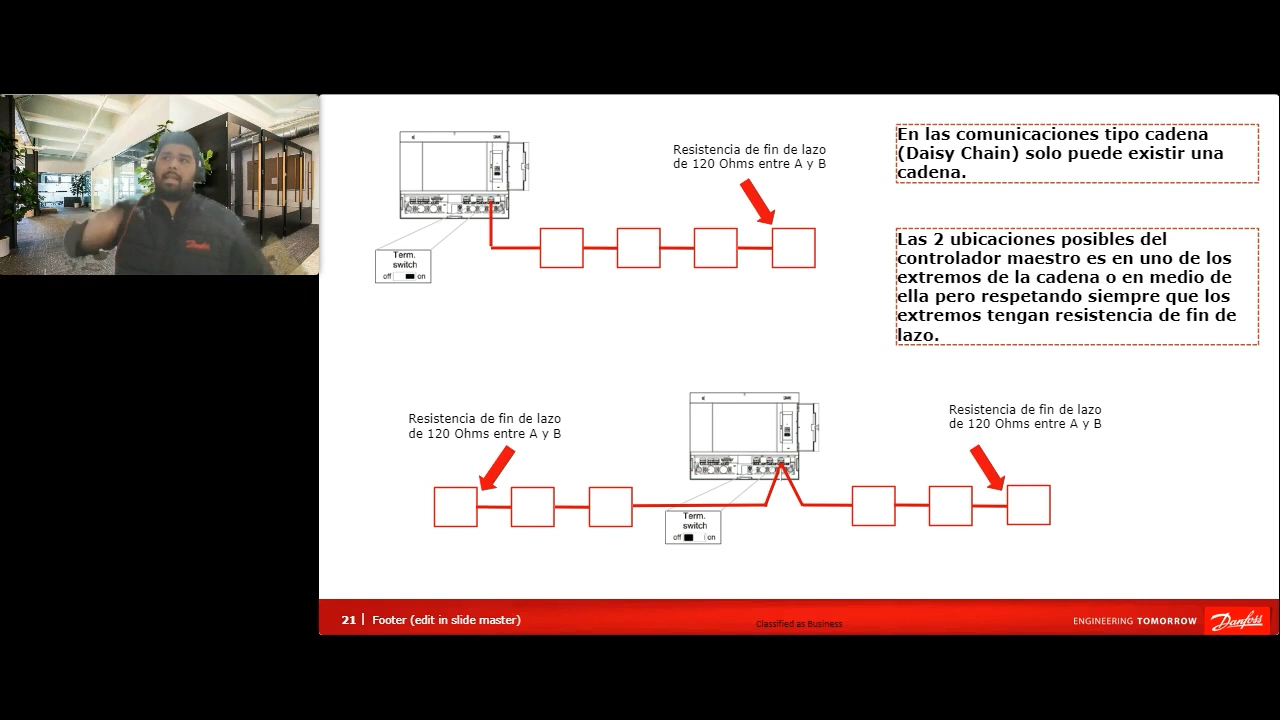 Resistencia de fin de lazo
de 120 Ohms entre A y B
Term.
switch
off on
En las comunicaciones tipo cadena
(Daisy Chain) solo puede existir una
cadena.
Las 2 ubicaciones posibles del
controlador maestro es en uno de los
extremos de la cadena o en medio de
ella pero respetando siempre que los
extremos tengan resistencia de fin de
lazo.
Resistencia de fin de lazo
de 120 Ohms entre A y B
Term.
switch
off on
Resistencia de fin de lazo
de 120 Ohms entre A y B
21 | Footer (edit in slide master)
Classified as Business
ENGINEERING TOMORROW
Danfoss
Danfoss